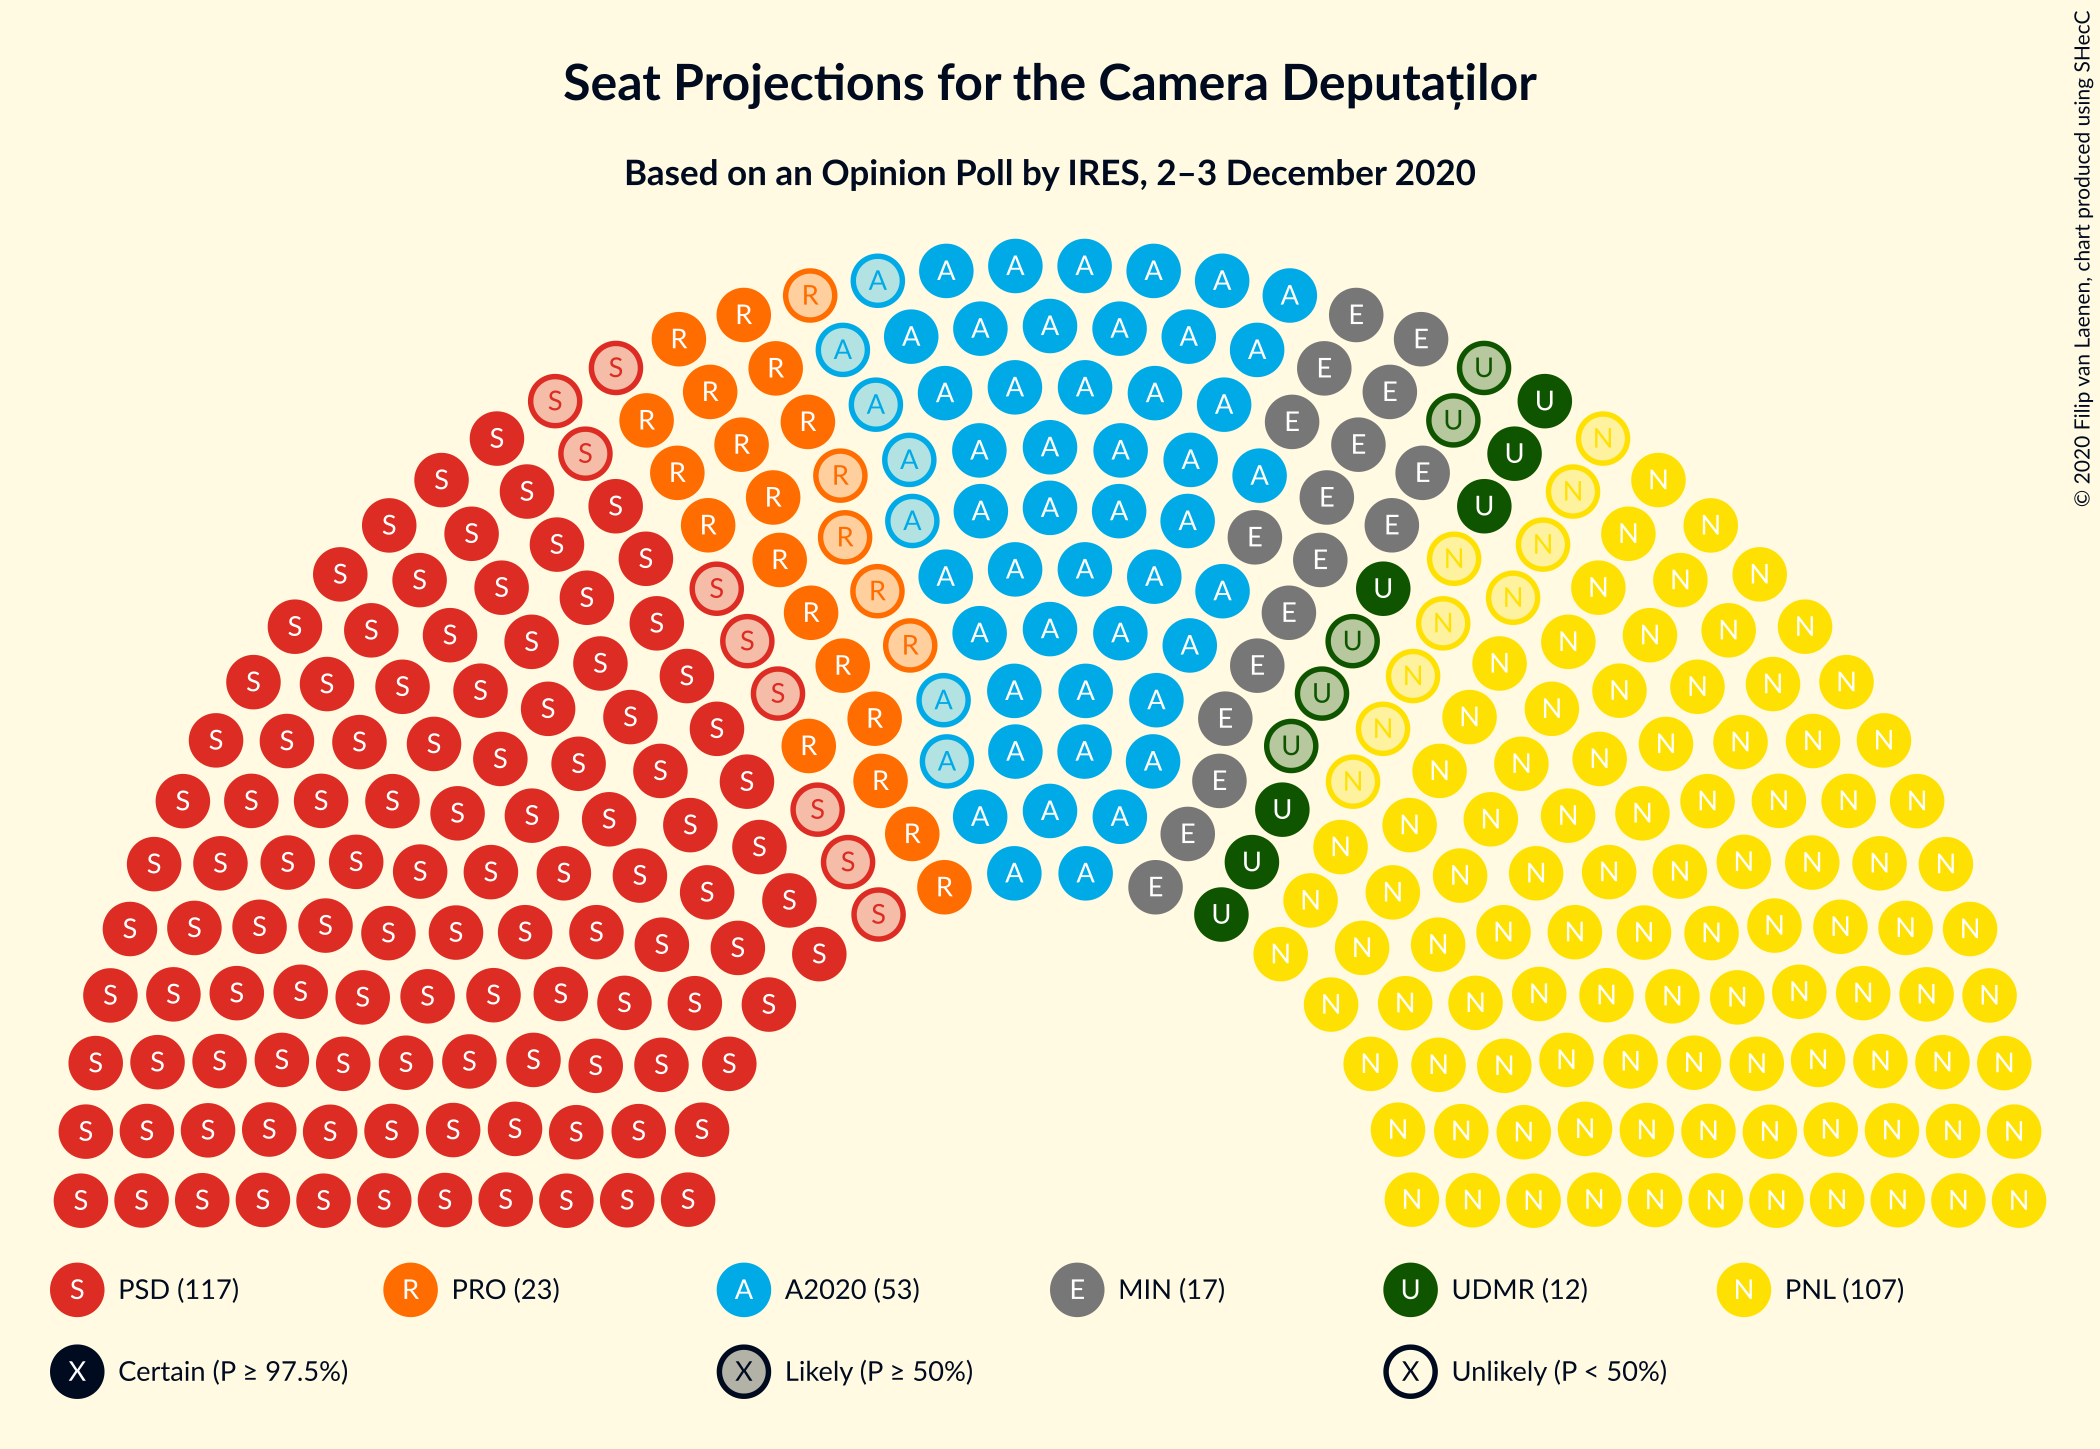 Seat Projections for the Camera Deputaților
Based on an Opinion Poll by IRES, 2–3 December 2020
© 2020 Filip van Laenen, chart produced using SHecC
S PSD (117) R PRO (23) A A2020 (53) E MIN (17) U UDMR (12) N PNL (107)
X Certain (P ≥ 97.5%) X Likely (P ≥ 50%) X Unlikely (P < 50%)